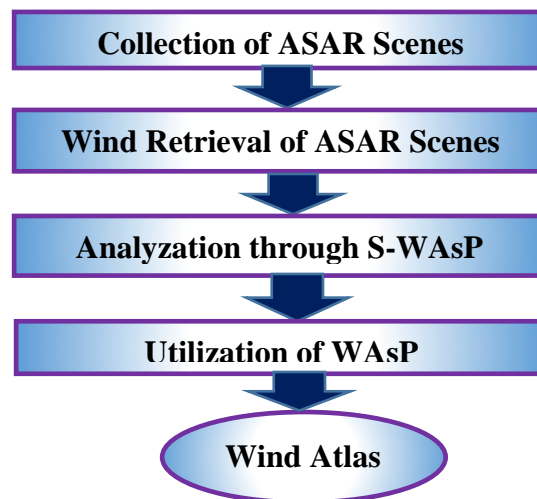 Collection of ASAR Scenes
Wind Retrieval of ASAR Scenes
Analyzation through S-WAsP
Utilization of WAsP
Wind Atlas